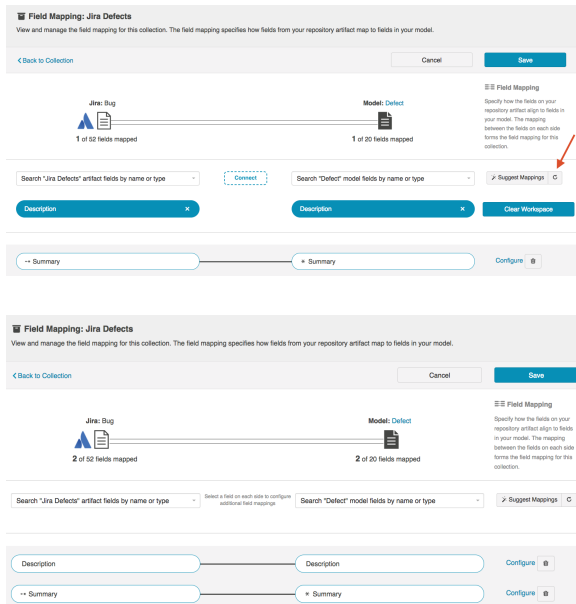 Field Mapping: Jira Defects
View and manage the field mapping for this collection. The field mapping specifies how fields from your repository artifact map to fields in your model.
Back to Collection
Cancel
Save
Field Mapping
Specify how the fields on your
repository artifact align to fields in
your model. The mapping
between the fields on each side
forms the field mapping for this
collection.
Jira: Bug
Model: Defect
1 of 52 fields mapped
1 of 20 fields mapped
Search "Jira Defects" artifact fields by name or type
Connect
Search "Defect" model fields by name or type
Suggest Mappings
Description ×
Description ×
Clear Workspace
Summary
* Summary
Configure
Field Mapping: Jira Defects
View and manage the field mapping for this collection. The field mapping specifies how fields from your repository artifact map to fields in your model.
Back to Collection
Cancel
Save
Field Mapping
Specify how the fields on your
repository artifact align to fields
in your model. The mapping
between the fields on each side
forms the field mapping for this
collection.
Jira: Bug
Model: Defect
2 of 52 fields mapped
2 of 20 fields mapped
Search "Jira Defects" artifact fields by name or type
Select a field on each side to configure
additional field mappings
Search "Defect" model fields by name or type
Suggest Mappings
Description
Description
Configure
Summary
* Summary
Configure